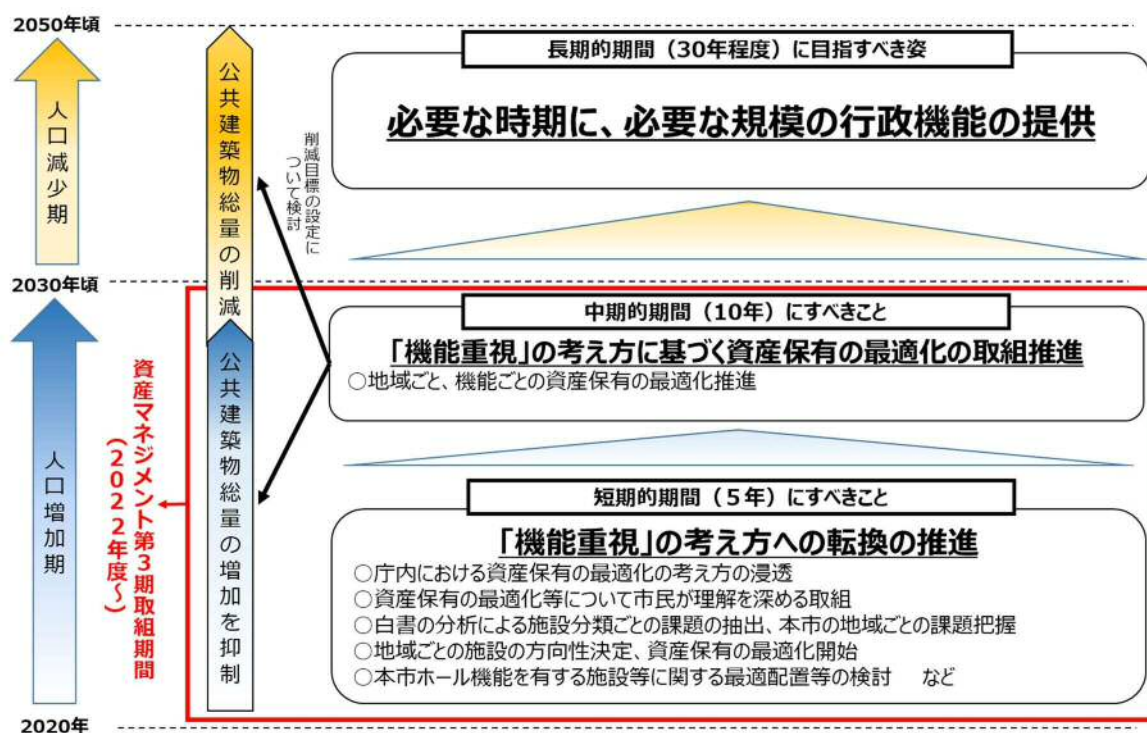 2050年頃
人口減少期
2030年頃
人口増加期
2020年
資産マネジメント第3期取組期間
（2022年度～）
公共建築物総量の削減
公共建築物総量の増加を抑制
削減目標の設定に
ついて検討
長期的期間（30年程度）に目指すべき姿
必要な時期に、必要な規模の行政機能の提供
中期的期間（10年）にすべきこと
「機能重視」の考え方に基づく資産保有の最適化の取組推進
○地域ごと、機能ごとの資産保有の最適化推進
短期的期間（5年）にすべきこと
「機能重視」の考え方への転換の推進
○庁内における資産保有の最適化の考え方の浸透
○資産保有の最適化等について市民が理解を深める取組
○白書の分析による施設分類ごとの課題の抽出、本市の地域ごとの課題把握
○地域ごとの施設の方向性決定、資産保有の最適化開始
○本市ホール機能を有する施設等に関する最適配置等の検討　など